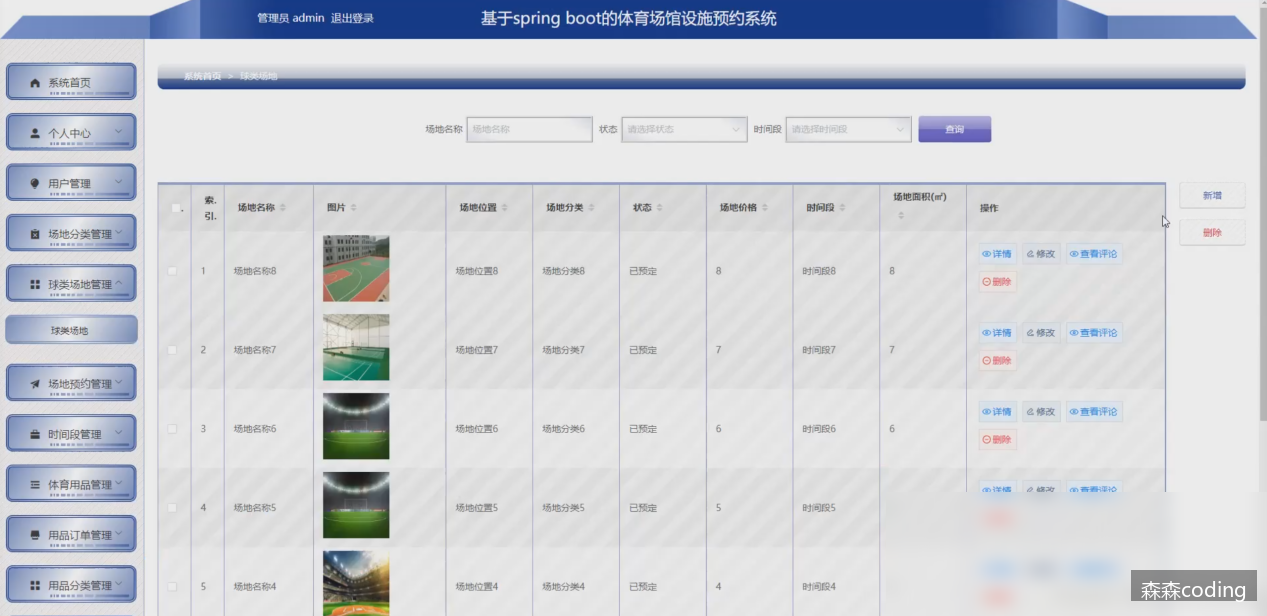 管理员 admin 退出登录
基于spring boot的体育场馆设施预约系统
系统首页
个人中心
用户管理
场地分类管理
球类场地管理
球类场地
场地预约管理
时间段管理
体育用品管理
用品订单管理
用品分类管理
系统首页 > 球类场地
场地名称 场地名称 状态 请选择状态 时间段 请选择时间段 查询
新增
删除
索引. 场地名称 图片 场地位置 场地分类 状态 场地价格 时间段 场地面积(㎡) 操作
1 场地名称8 场地位置8 场地分类8 已预定 8 时间段8 8 详情 修改 查看评论
删除
2 场地名称7 场地位置7 场地分类7 已预定 7 时间段7 7 详情 修改 查看评论
删除
3 场地名称6 场地位置6 场地分类6 已预定 6 时间段6 6 详情 修改 查看评论
删除
4 场地名称5 场地位置5 场地分类5 已预定 5 时间段5 详情 修改 查看评论
5 场地名称4 场地位置4 场地分类4 已预定 4 时间段4
森森coding